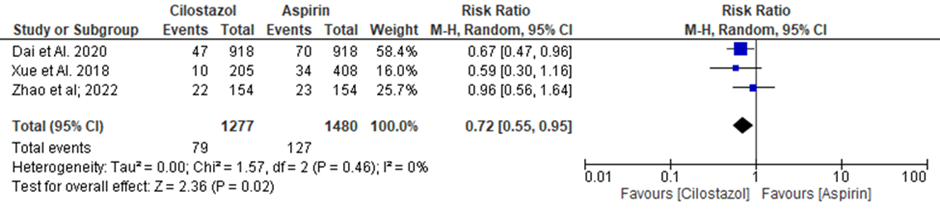 Cilostazol Aspirin Risk Ratio Risk Ratio
Study or Subgroup Events Total Events Total Weight M-H, Random, 95% CI M-H, Random, 95% CI
Dai et Al. 2020 47 918 70 918 58.4% 0.67 [0.47, 0.96]
Xue et Al. 2018 10 205 34 408 16.0% 0.59 [0.30, 1.16]
Zhao et al; 2022 22 154 23 154 25.7% 0.96 [0.56, 1.64]
Total (95% CI) 1277 1480 100.0% 0.72 [0.55, 0.95]
Total events 79 127
Heterogeneity: Tau² = 0.00; Chi² = 1.57, df = 2 (P = 0.46); I² = 0%
Test for overall effect: Z = 2.36 (P = 0.02)
0.01 0.1 1 10 100
Favours [Cilostazol] Favours [Aspirin]